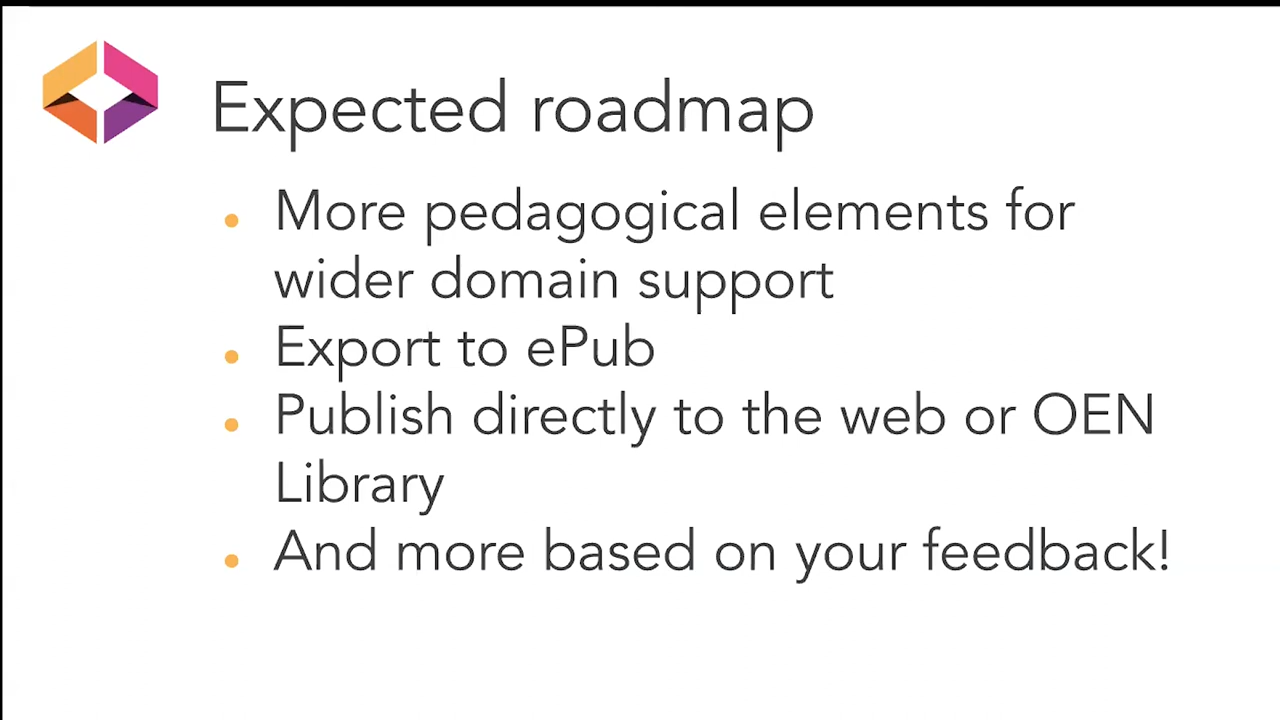 Expected roadmap
More pedagogical elements for
wider domain support
Export to ePub
Publish directly to the web or OEN
Library
And more based on your feedback!